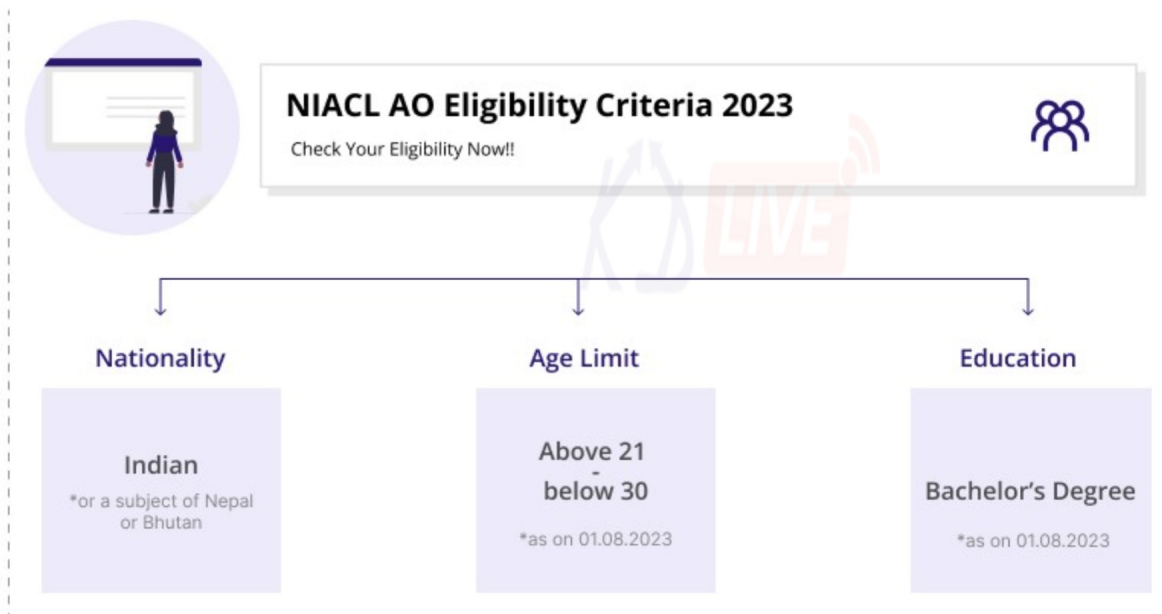 NIACL AO Eligibility Criteria 2023
Check Your Eligibility Now!!
LIVE
Nationality
Indian
*or a subject of Nepal
or Bhutan
Age Limit
Above 21
-
below 30
*as on 01.08.2023
Education
Bachelor's Degree
*as on 01.08.2023